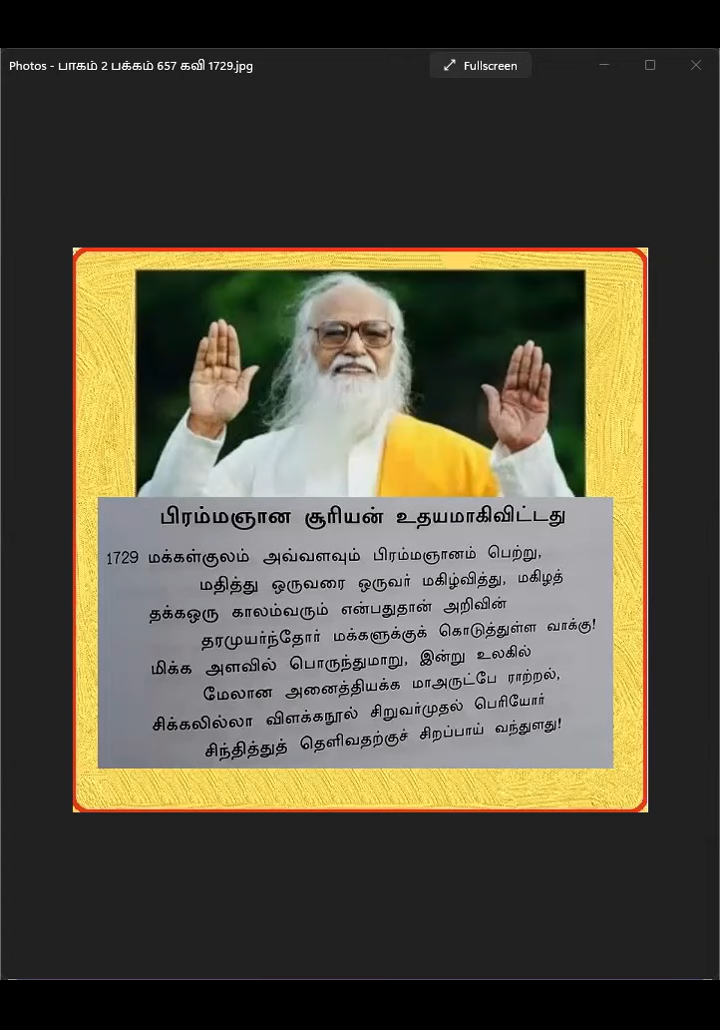 Photos - பாகம் 2 பக்கம் 657 கவி 1729.jpg
Fullscreen
பிரம்மஞான சூரியன் உதயமாகிவிட்டது
1729 மக்கள்குலம் அவ்வளவும் பிரம்மஞானம் பெற்று,
மதித்து ஒருவரை ஒருவர் மகிழ்வித்து, மகிழத்
தக்கஒரு காலம்வரும் என்பதுதான் அறிவின்
தரமுயர்ந்தோர் மக்களுக்குக் கொடுத்துள்ள வாக்கு!
மிக்க அளவில் பொருந்துமாறு, இன்று உலகில்
மேலான அனைத்தியக்க மாஅருட்பே ராற்றல்,
சிக்கலில்லா விளக்கநூல் சிறுவர்முதல் பெரியோர்
சிந்தித்துத் தெளிவதற்குச் சிறப்பாய் வந்துளது!